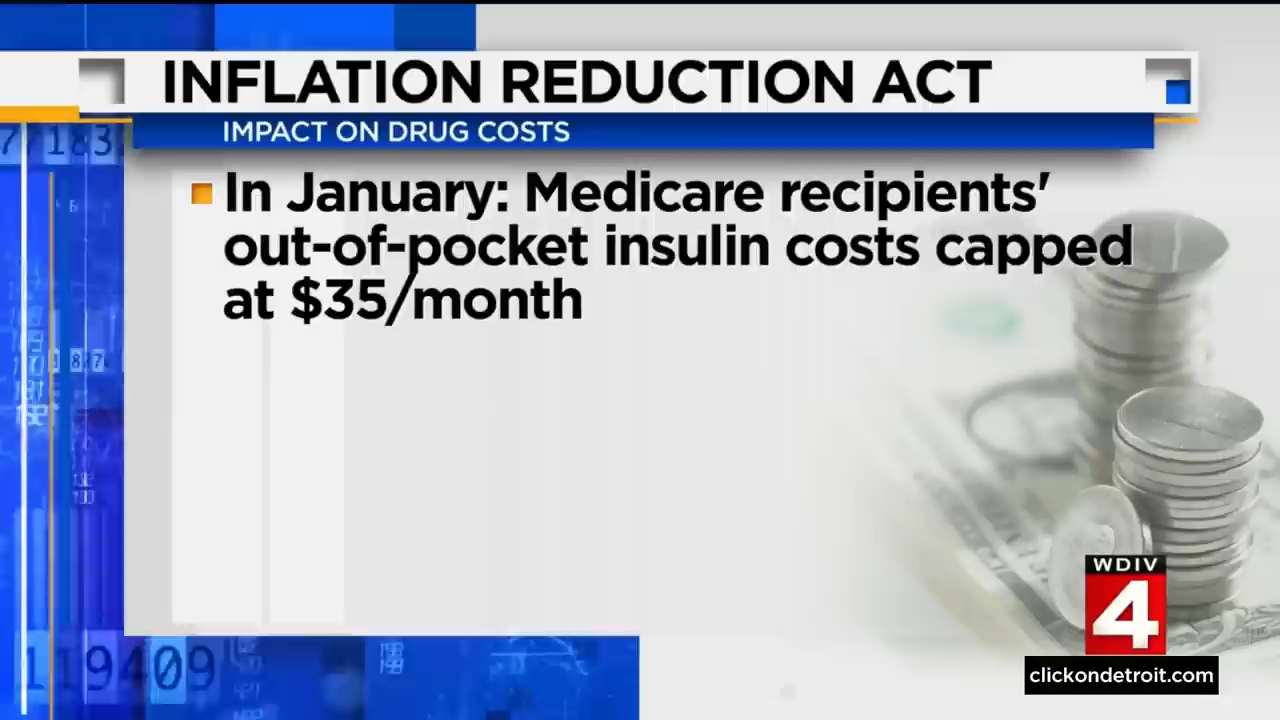 INFLATION REDUCTION ACT
IMPACT ON DRUG COSTS
In January: Medicare recipients'
out-of-pocket insulin costs capped
at $35/month
119409
WDIV
4
clickondetroit.com